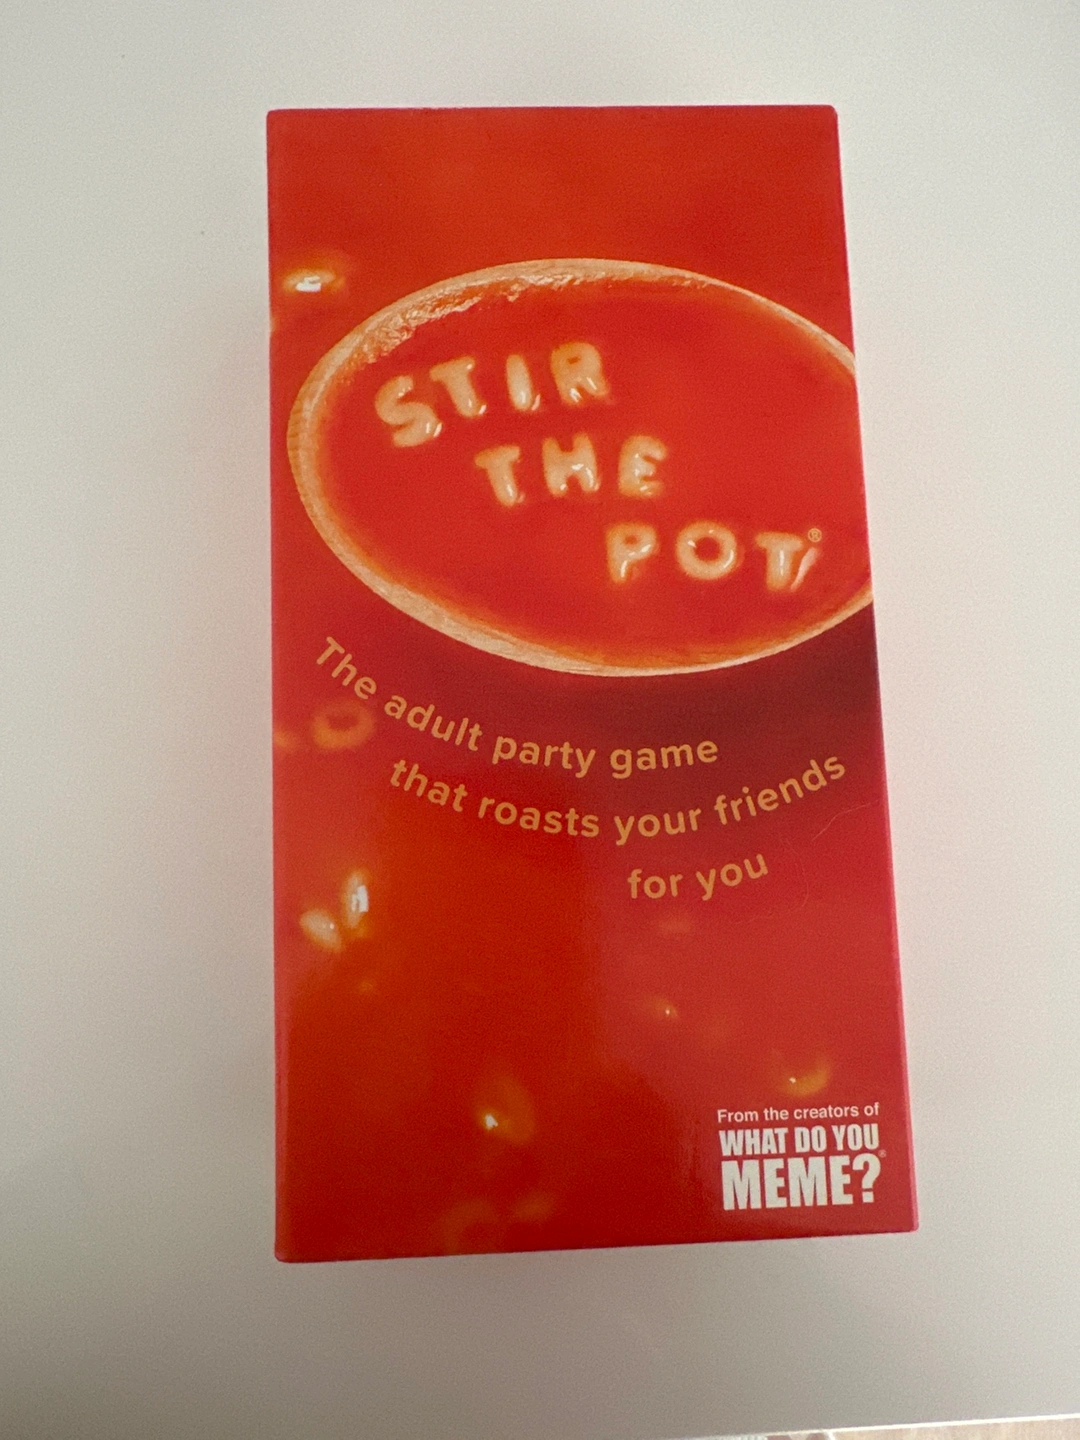 STIR
THE
POT®
The adult party game
that roasts your friends
for you
From the creators of
WHAT DO YOU
MEME?®